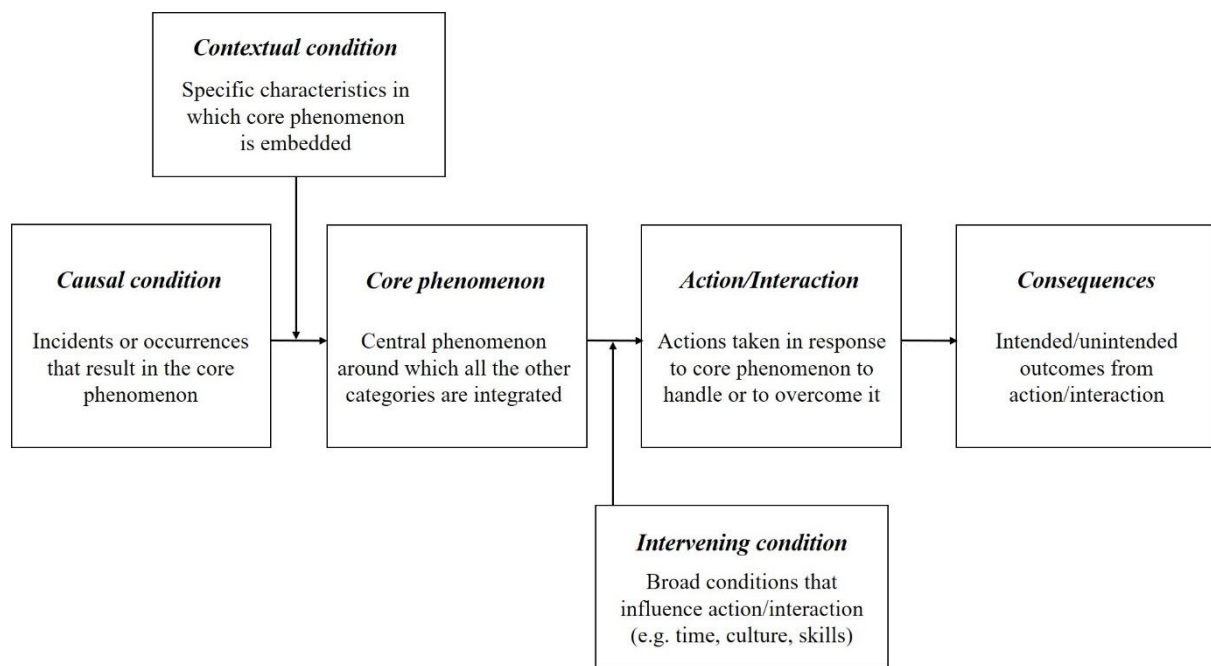 Contextual condition
Specific characteristics in
which core phenomenon
is embedded
Causal condition
Incidents or occurrences
that result in the core
phenomenon
Core phenomenon
Central phenomenon
around which all the other
categories are integrated
Action/Interaction
Actions taken in response
to core phenomenon to
handle or to overcome it
Consequences
Intended/unintended
outcomes from
action/interaction
Intervening condition
Broad conditions that
influence action/interaction
(e.g. time, culture, skills)